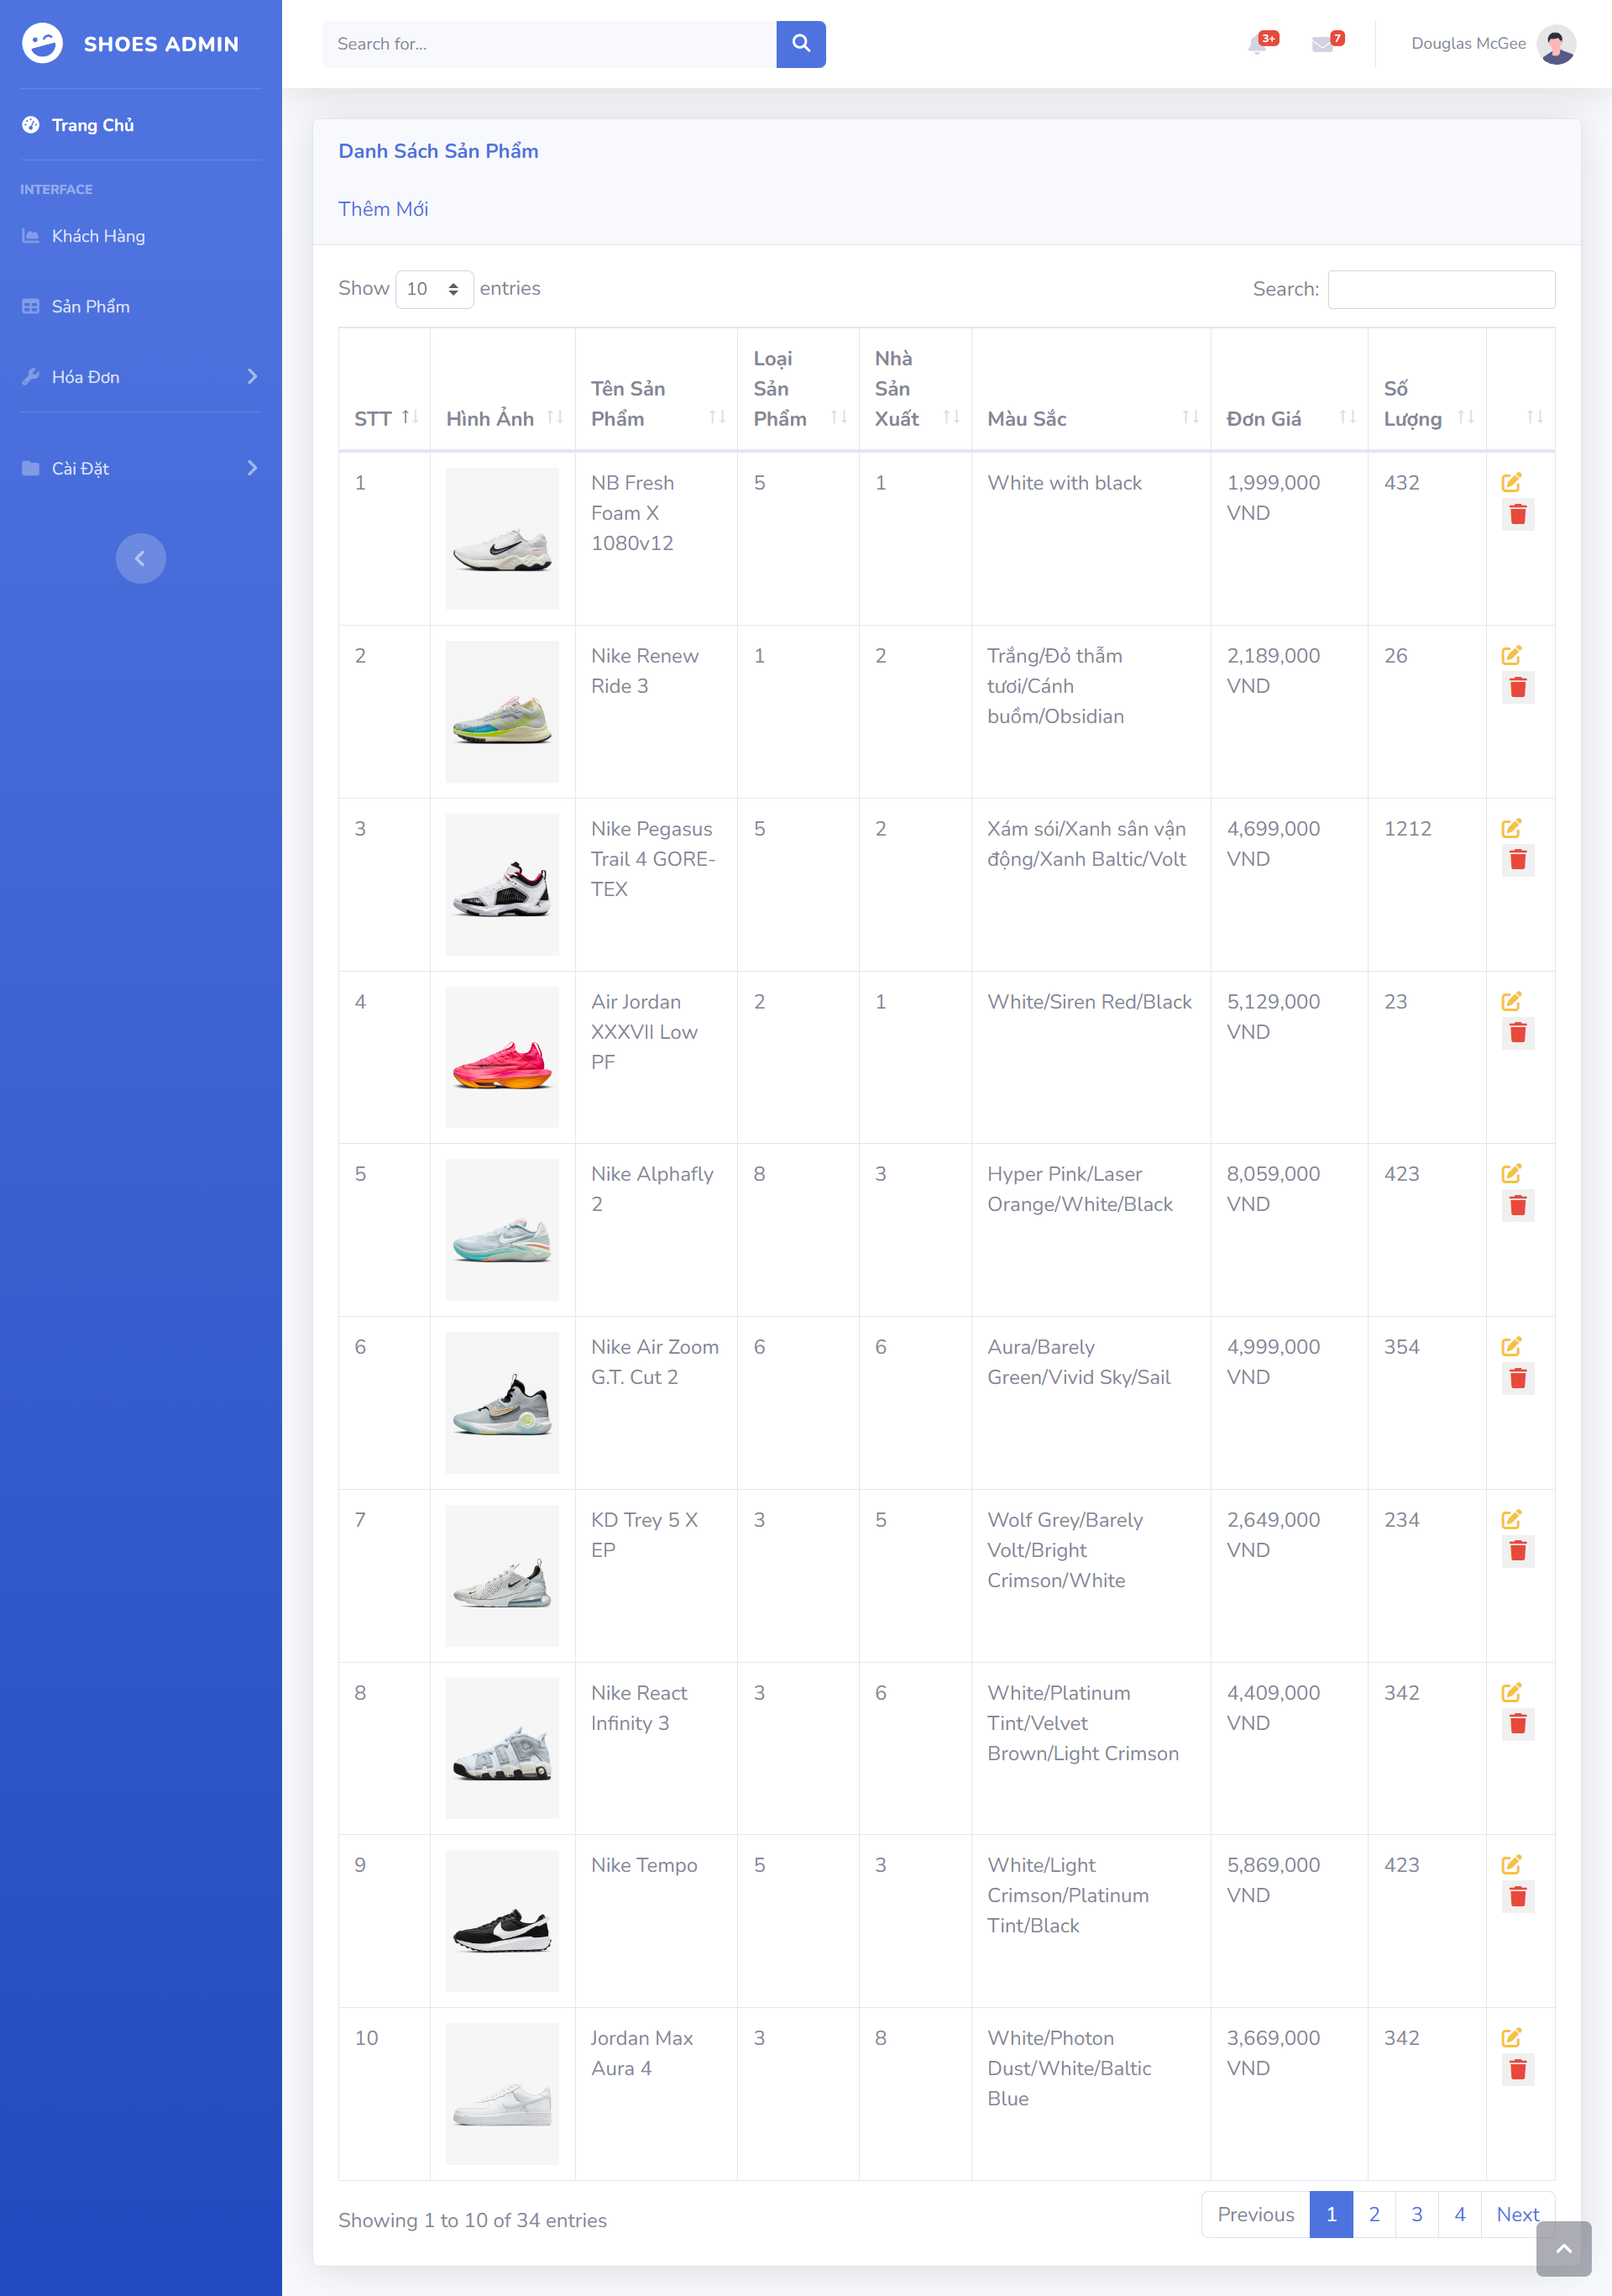 SHOES ADMIN
Search for...
3+
7
Douglas McGee
Trang Chủ
INTERFACE
Khách Hàng
Sản Phẩm
Hóa Đơn
Cài Đặt
Danh Sách Sản Phẩm
Thêm Mới
Show 10 entries
Search:
STT
Hình Ảnh
Tên Sản
Phẩm
Loại
Sản
Phẩm
Nhà
Sản
Xuất
Màu Sắc
Đơn Giá
Số
Lượng
1
NB Fresh
Foam X
1080v12
5
1
White with black
1,999,000
VND
432
2
Nike Renew
Ride 3
1
2
Trắng/Đỏ thẫm
tươi/Cánh
buồm/Obsidian
2,189,000
VND
26
3
Nike Pegasus
Trail 4 GORE-
TEX
5
2
Xám sói/Xanh sân vận
động/Xanh Baltic/Volt
4,699,000
VND
1212
4
Air Jordan
XXXVII Low
PF
2
1
White/Siren Red/Black
5,129,000
VND
23
5
Nike Alphafly
2
8
3
Hyper Pink/Laser
Orange/White/Black
8,059,000
VND
423
6
Nike Air Zoom
G.T. Cut 2
6
6
Aura/Barely
Green/Vivid Sky/Sail
4,999,000
VND
354
7
KD Trey 5 X
EP
3
5
Wolf Grey/Barely
Volt/Bright
Crimson/White
2,649,000
VND
234
8
Nike React
Infinity 3
3
6
White/Platinum
Tint/Velvet
Brown/Light Crimson
4,409,000
VND
342
9
Nike Tempo
5
3
White/Light
Crimson/Platinum
Tint/Black
5,869,000
VND
423
10
Jordan Max
Aura 4
3
8
White/Photon
Dust/White/Baltic
Blue
3,669,000
VND
342
Showing 1 to 10 of 34 entries
Previous 1 2 3 4 Next